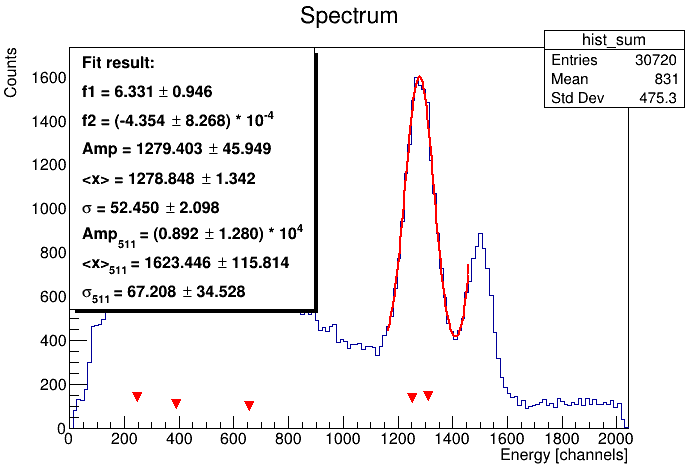 Spectrum
hist_sum
Entries 30720
Mean 831
Std Dev 475.3
Counts
Fit result:
f1 = 6.331 ± 0.946
f2 = (-4.354 ± 8.268) * 10^-4
Amp = 1279.403 ± 45.949
<x> = 1278.848 ± 1.342
σ = 52.450 ± 2.098
Amp_511 = (0.892 ± 1.280) * 10^4
<x>_511 = 1623.446 ± 115.814
σ_511 = 67.208 ± 34.528
1600
1400
1200
1000
800
600
400
200
0
0 200 400 600 800 1000 1200 1400 1600 1800 2000
Energy [channels]